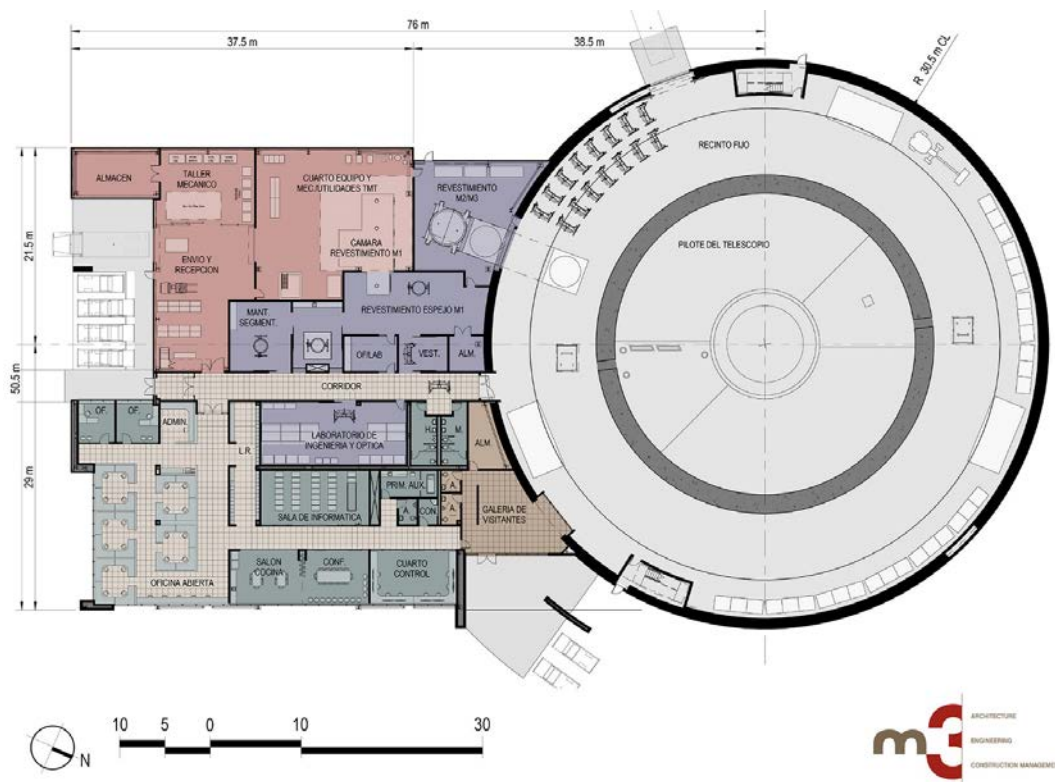 76 m
37.5 m
38.5 m
R 30.5 m CL
RECINTO FIJO
ALMACEN
TALLER
MECANICO
CUARTO EQUIPO Y
MEC./UTILIDADES TMT
REVESTIMIENTO
M2/M3
21.5 m
PILOTE DEL TELESCOPIO
CAMARA
REVESTIMIENTO M1
ENVIO Y
RECEPCION
REVESTIMIENTO ESPEJO M1
MANT.
SEGMENT.
OF/LAB
VEST.
ALM.
50.5 m
CORRIDOR
OF.
OF.
ADMIN.
L.R.
LABORATORIO DE
INGENIERIA Y OPTICA
H.
M.
ALM.
29 m
PRIM. AUX.
A.
A.
A.
CON.
SALA DE INFORMATICA
GALERIA DE
VISITANTES
SALON
COCINA
CONF.
CUARTO
CONTROL
OFICINA ABIERTA
N
10 5 0 10 30
m3
ARCHITECTURE
ENGINEERING
CONSTRUCTION MANAGEME